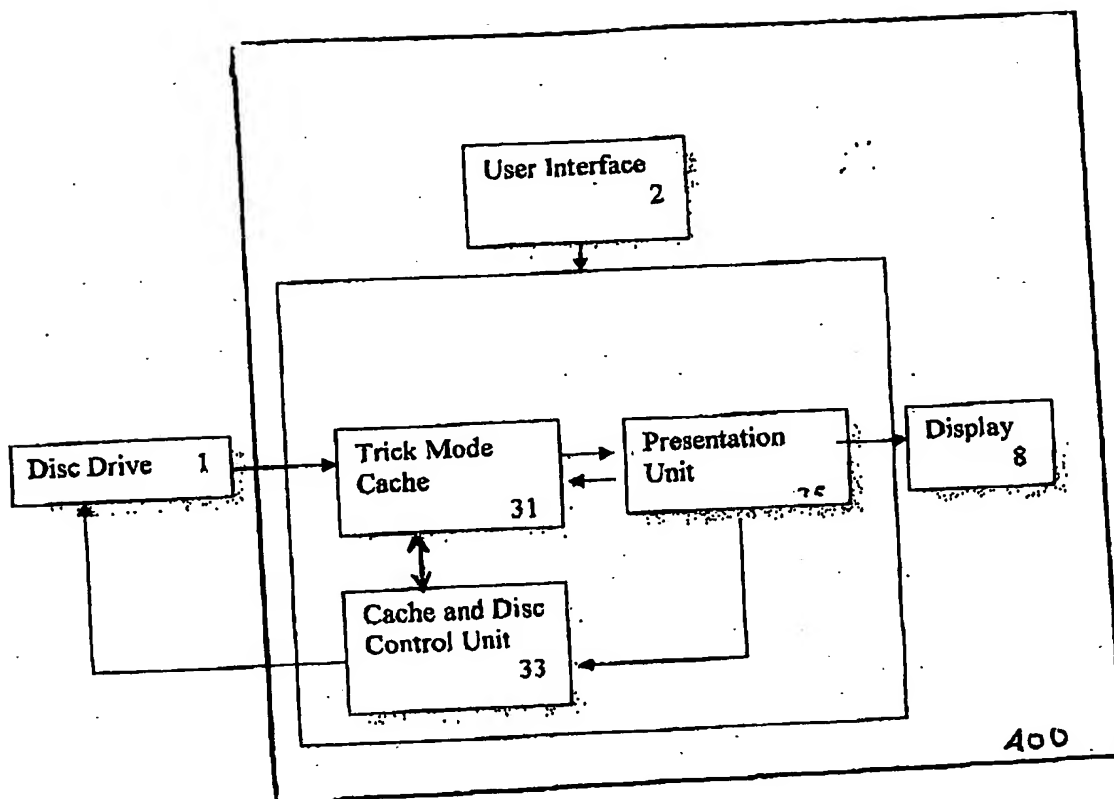 User Interface
2
Disc Drive 1
Trick Mode
Cache
31
Presentation
Unit
Display
8
Cache and Disc
Control Unit
33
A00